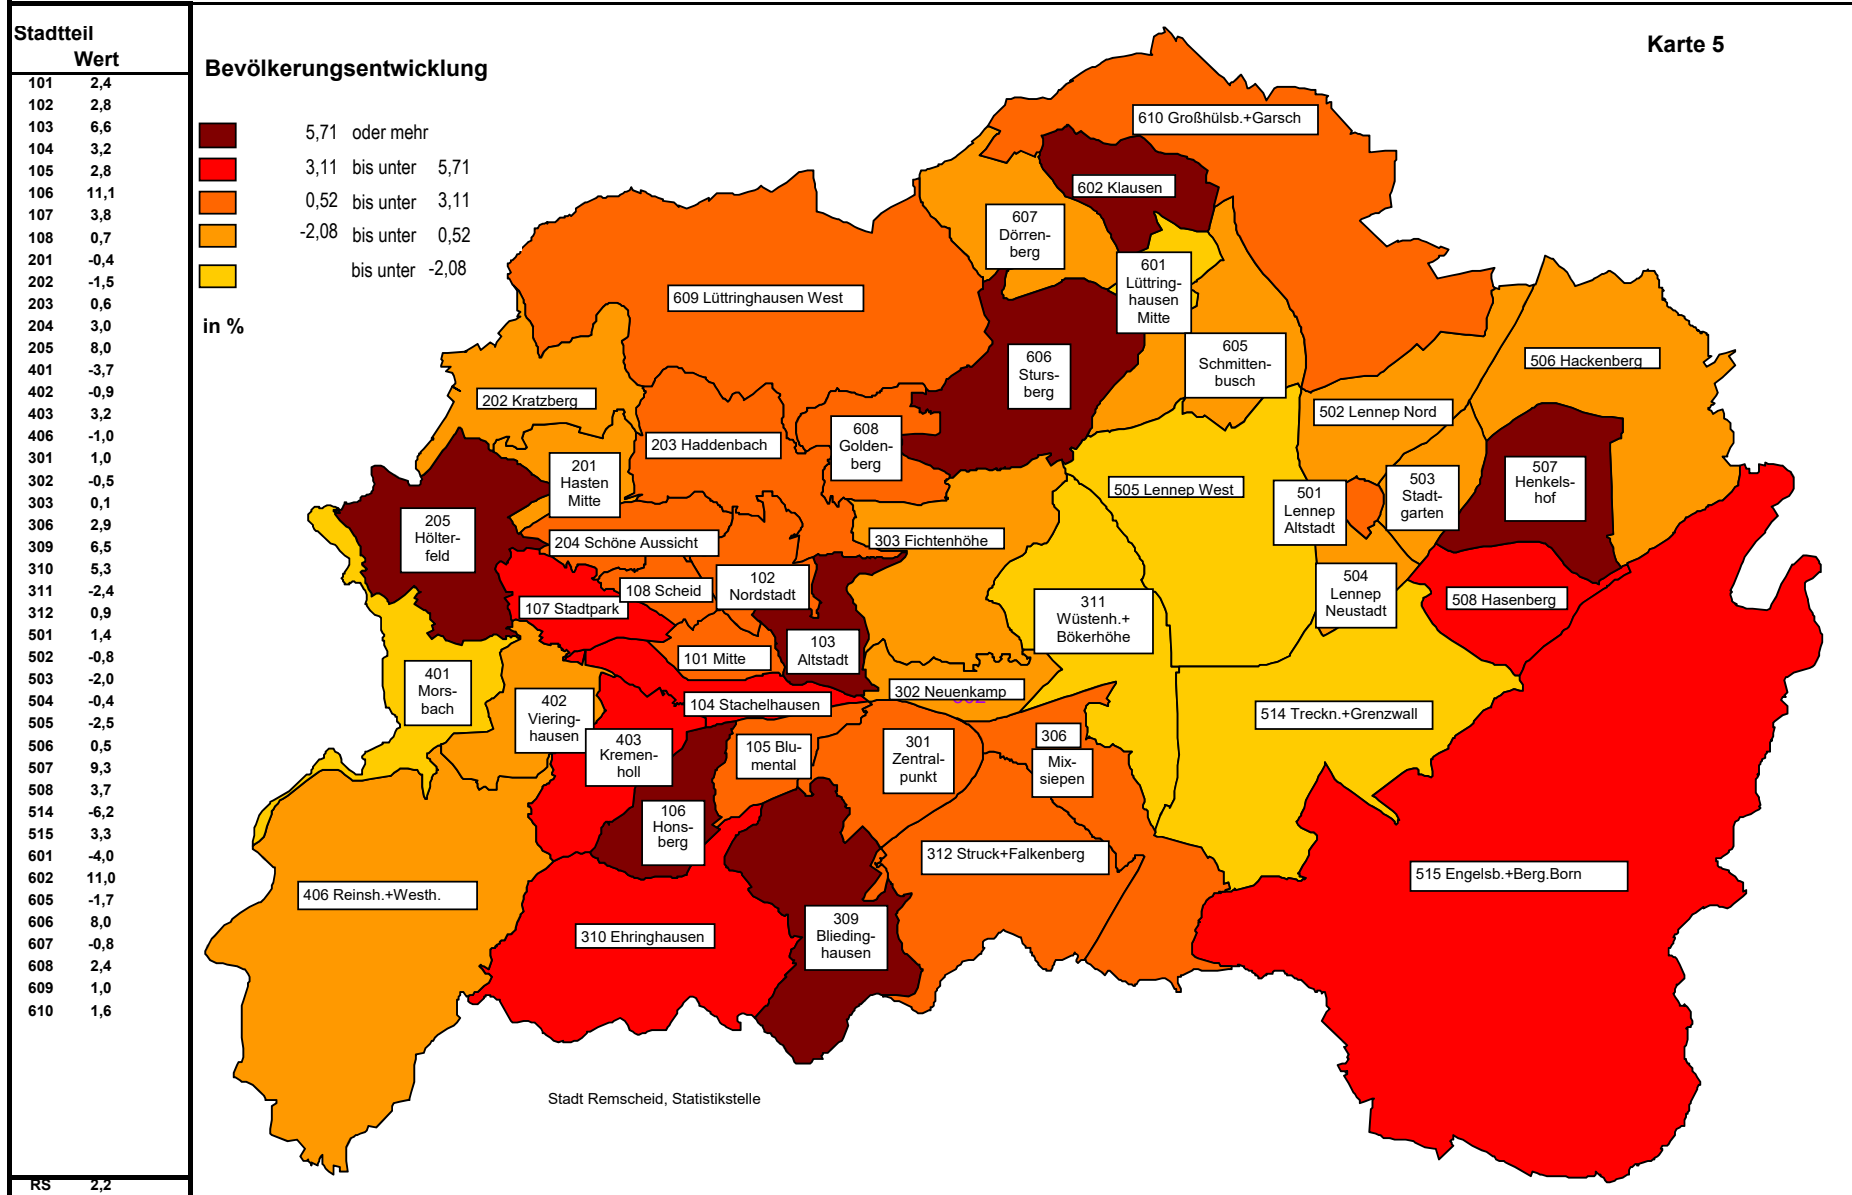 Stadtteil
Wert
101 2,4
102 2,8
103 6,6
104 3,2
105 2,8
106 11,1
107 3,8
108 0,7
201 -0,4
202 -1,5
203 0,6
204 3,0
205 8,0
401 -3,7
402 -0,9
403 3,2
406 -1,0
301 1,0
302 -0,5
303 0,1
306 2,9
309 6,5
310 5,3
311 -2,4
312 0,9
501 1,4
502 -0,8
503 -2,0
504 -0,4
505 -2,5
506 0,5
507 9,3
508 3,7
514 -6,2
515 3,3
601 -4,0
602 11,0
605 -1,7
606 8,0
607 -0,8
608 2,4
609 1,0
610 1,6
RS 2,2
Karte 5
Bevölkerungsentwicklung
5,71 oder mehr
3,11 bis unter 5,71
0,52 bis unter 3,11
-2,08 bis unter 0,52
bis unter -2,08
in %
610 Großhülsb.+Garsch
602 Klausen
607
Dörren-
berg
601
Lüttring-
hausen
Mitte
609 Lüttringhausen West
605
Schmitten-
busch
606
Sturs-
berg
506 Hackenberg
202 Kratzberg
502 Lennep Nord
203 Haddenbach
608
Golden-
berg
201
Hasten
Mitte
505 Lennep West
501
Lennep
Altstadt
503
Stadt-
garten
507
Henkels-
hof
205
Hölter-
feld
204 Schöne Aussicht
303 Fichtenhöhe
108 Scheid
102
Nordstadt
504
Lennep
Neustadt
508 Hasenberg
107 Stadtpark
311
Wüstenh.+
Bökerhöhe
103
Altstadt
101 Mitte
401
Mors-
bach
302 Neuenkamp
302
402
Viering-
hausen
104 Stachelhausen
514 Treckn.+Grenzwall
403
Kremen-
holl
105 Blu-
mental
301
Zentral-
punkt
306
Mix-
siepen
106
Hons-
berg
312 Struck+Falkenberg
515 Engelsb.+Berg.Born
406 Reinsh.+Westh.
310 Ehringhausen
309
Blieding-
hausen
Stadt Remscheid, Statistikstelle